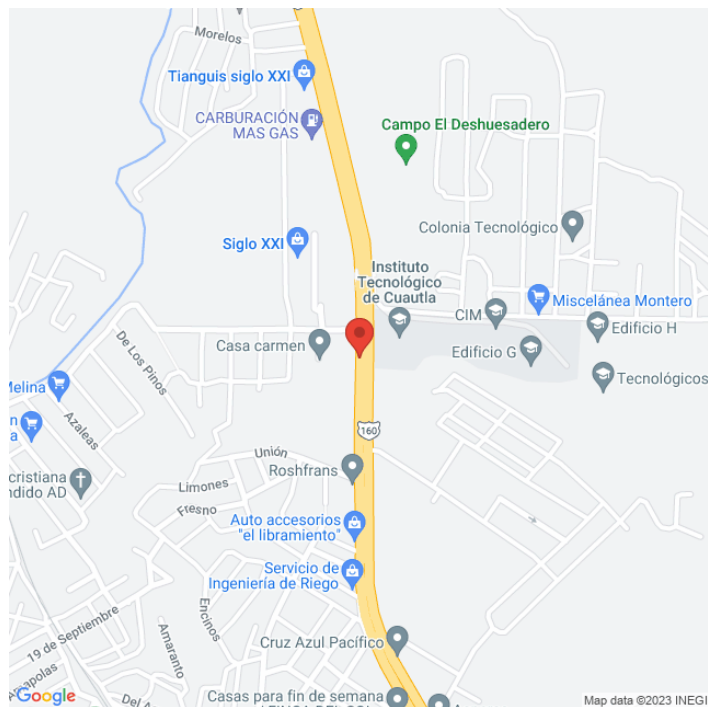 Morelos
Tianguis siglo XXI
CARBURACIÓN
MAS GAS
Campo El Deshuesadero
Colonia Tecnológico
Siglo XXI
Instituto
Tecnológico
de Cuautla
Miscelánea Montero
CIM
Edificio H
Casa carmen
Edificio G
De Los Pinos
Tecnológicos
Melina
Azaleas
160
Unión
Roshfrans
cristiana
ndido AD
Limones
Fresno
Auto accesorios
"el libramiento"
Servicio de
Ingeniería de Riego
Encinos
19 de Septiembre
Amaranto
Cruz Azul Pacífico
Amapolas
Google
Casas para fin de semana
Map data ©2023 INEGI